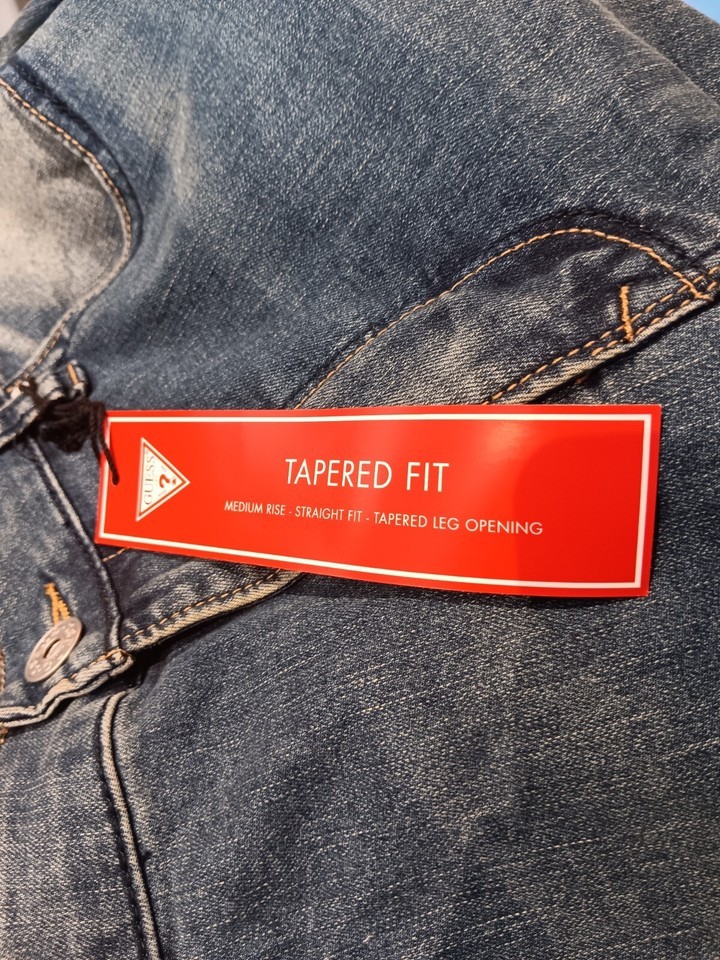 GUESS
?
TAPERED FIT
MEDIUM RISE - STRAIGHT FIT - TAPERED LEG OPENING